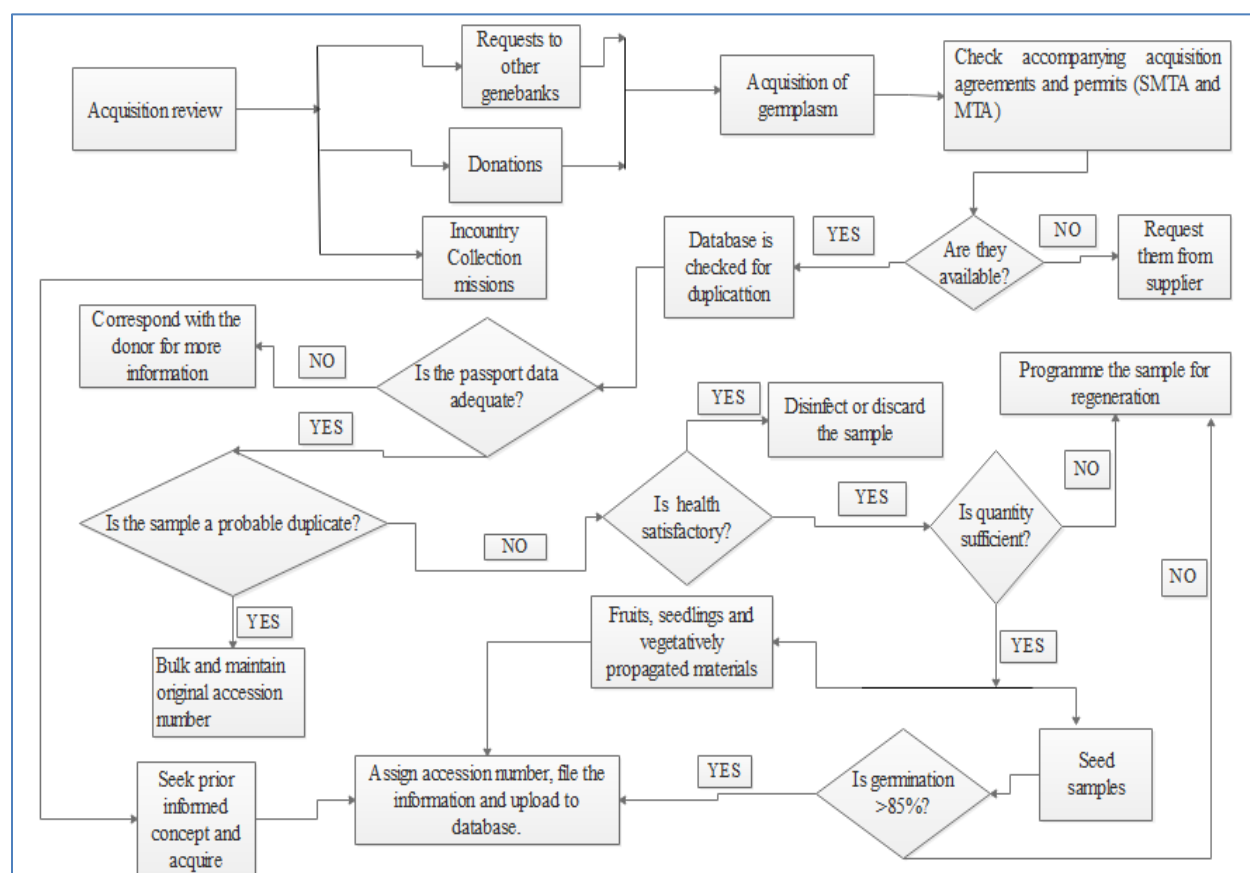 Requests to
other
genebanks
Acquisition review
Donations
Incountry
Collection
missions
Acquisition of
germplasm
Check accompanying acquisition
agreements and permits (SMTA and
MTA)
Are they
available?
YES
NO
Request
them from
supplier
Database is
checked for
duplicattion
Correspond with the
donor for more
information
NO
Is the passport data
adequate?
YES
Is the sample a probable duplicate?
NO
YES
Bulk and maintain
original accession
number
Is health
satisfactory?
YES
Disinfect or discard
the sample
YES
Is quantity
sufficient?
NO
Programme the sample for
regeneration
NO
YES
Fruits, seedlings and
vegetatively
propagated materials
Seed
samples
Is germination
>85%?
YES
Assign accession number, file the
information and upload to
database.
Seek prior
informed
concept and
acquire